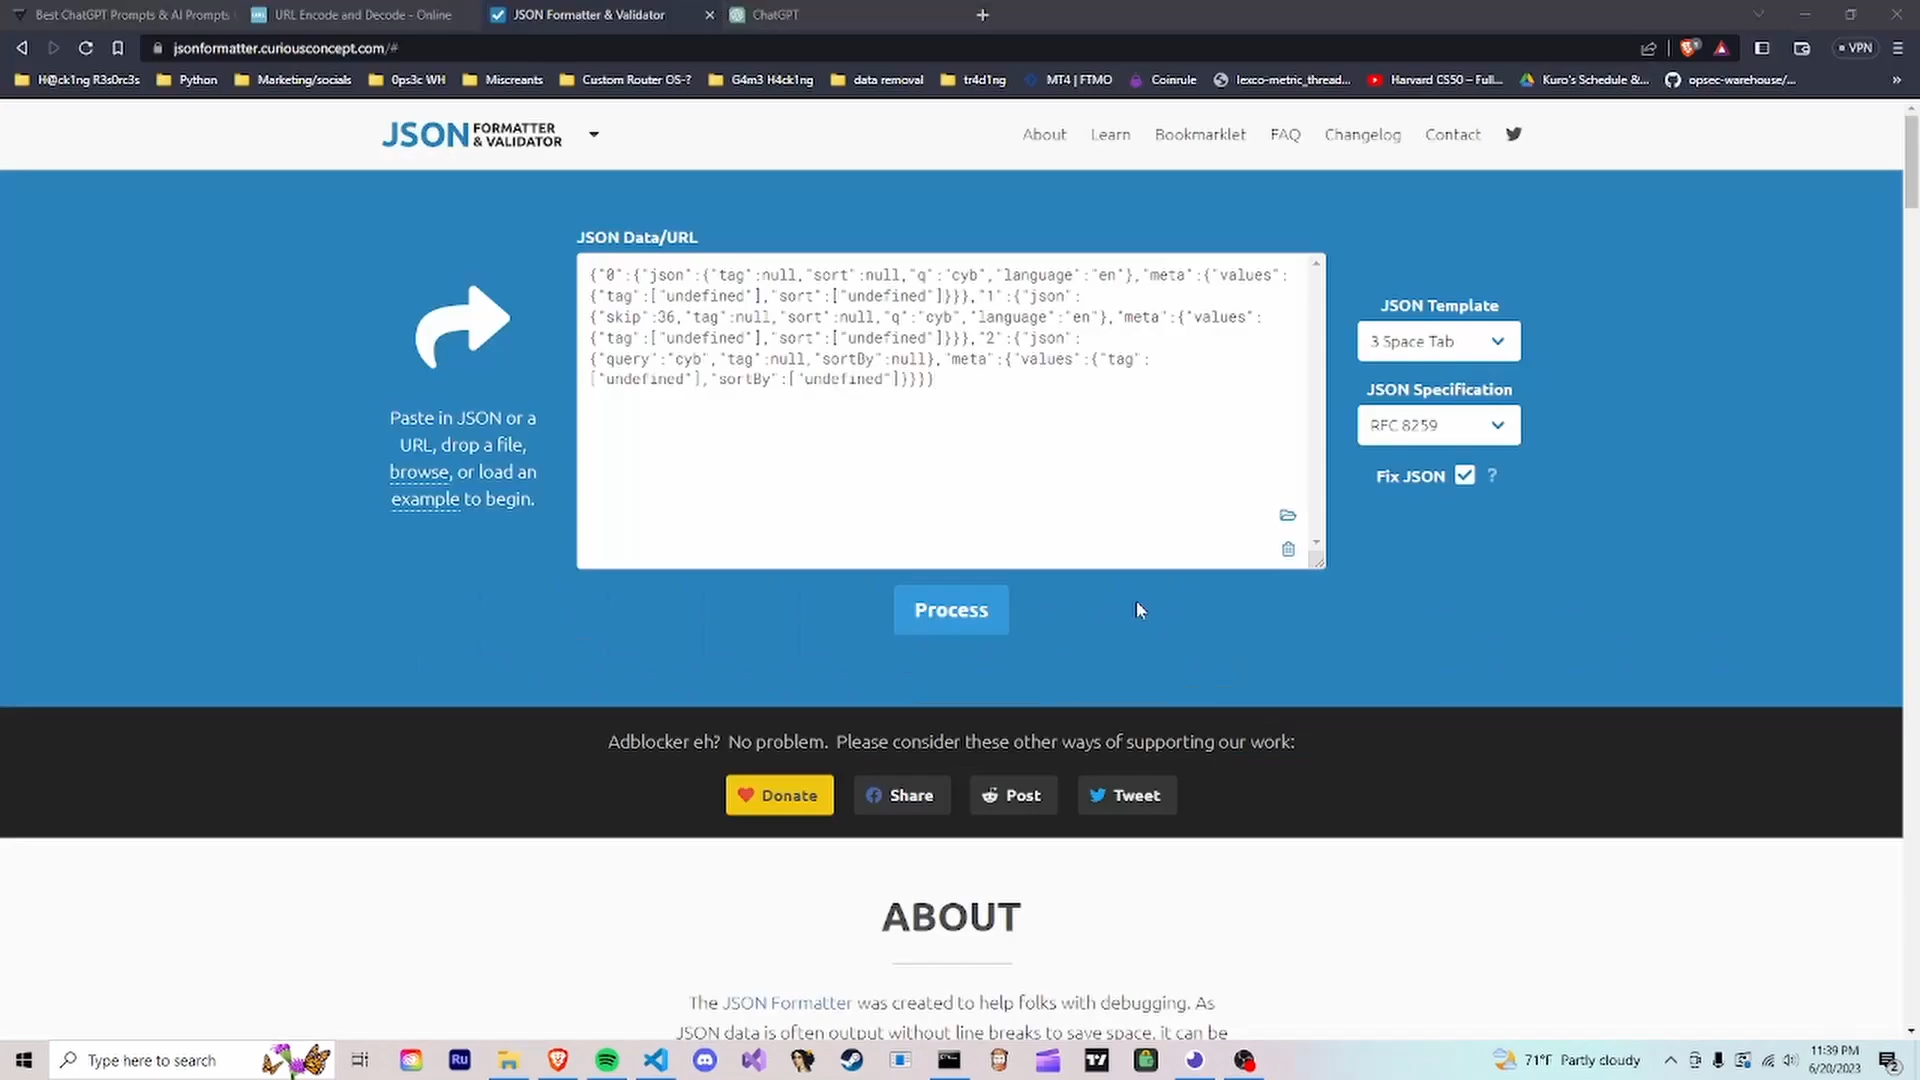 Best ChatGPT Prompts & AI Prompts
URL Encode and Decode - Online
JSON Formatter & Validator
ChatGPT
jsonformatter.curiousconcept.com/#
VPN
H@ck1ng R3s0rc3s
Python
Marketing/socials
0ps3c WH
Miscreants
Custom Router OS-?
G4m3 H4ck1ng
data removal
tr4d1ng
MT4 | FTMO
Coinrule
lexco-metric_thread...
Harvard CS50 – Full...
Kuro's Schedule &...
opsec-warehouse/...
JSON FORMATTER & VALIDATOR
About
Learn
Bookmarklet
FAQ
Changelog
Contact
JSON Data/URL
{"0":{"json":{"tag":null,"sort":null,"q":"cyb","language":"en"},"meta":{"values":
{"tag":["undefined"],"sort":["undefined"]}}},"1":{"json":
{"skip":36,"tag":null,"sort":null,"q":"cyb","language":"en"},"meta":{"values":
{"tag":["undefined"],"sort":["undefined"]}}},"2":{"json":
{"query":"cyb","tag":null,"sortBy":null},"meta":{"values":{"tag":
["undefined"],"sortBy":["undefined"]}}}}
Paste in JSON or a
URL, drop a file,
browse, or load an
example to begin.
JSON Template
3 Space Tab
JSON Specification
RFC 8259
Fix JSON
?
Process
Adblocker eh? No problem. Please consider these other ways of supporting our work:
Donate
Share
Post
Tweet
ABOUT
The JSON Formatter was created to help folks with debugging. As
JSON data is often output without line breaks to save space, it can be
Type here to search
Ru
71°F Partly cloudy
11:39 PM
6/20/2023
2